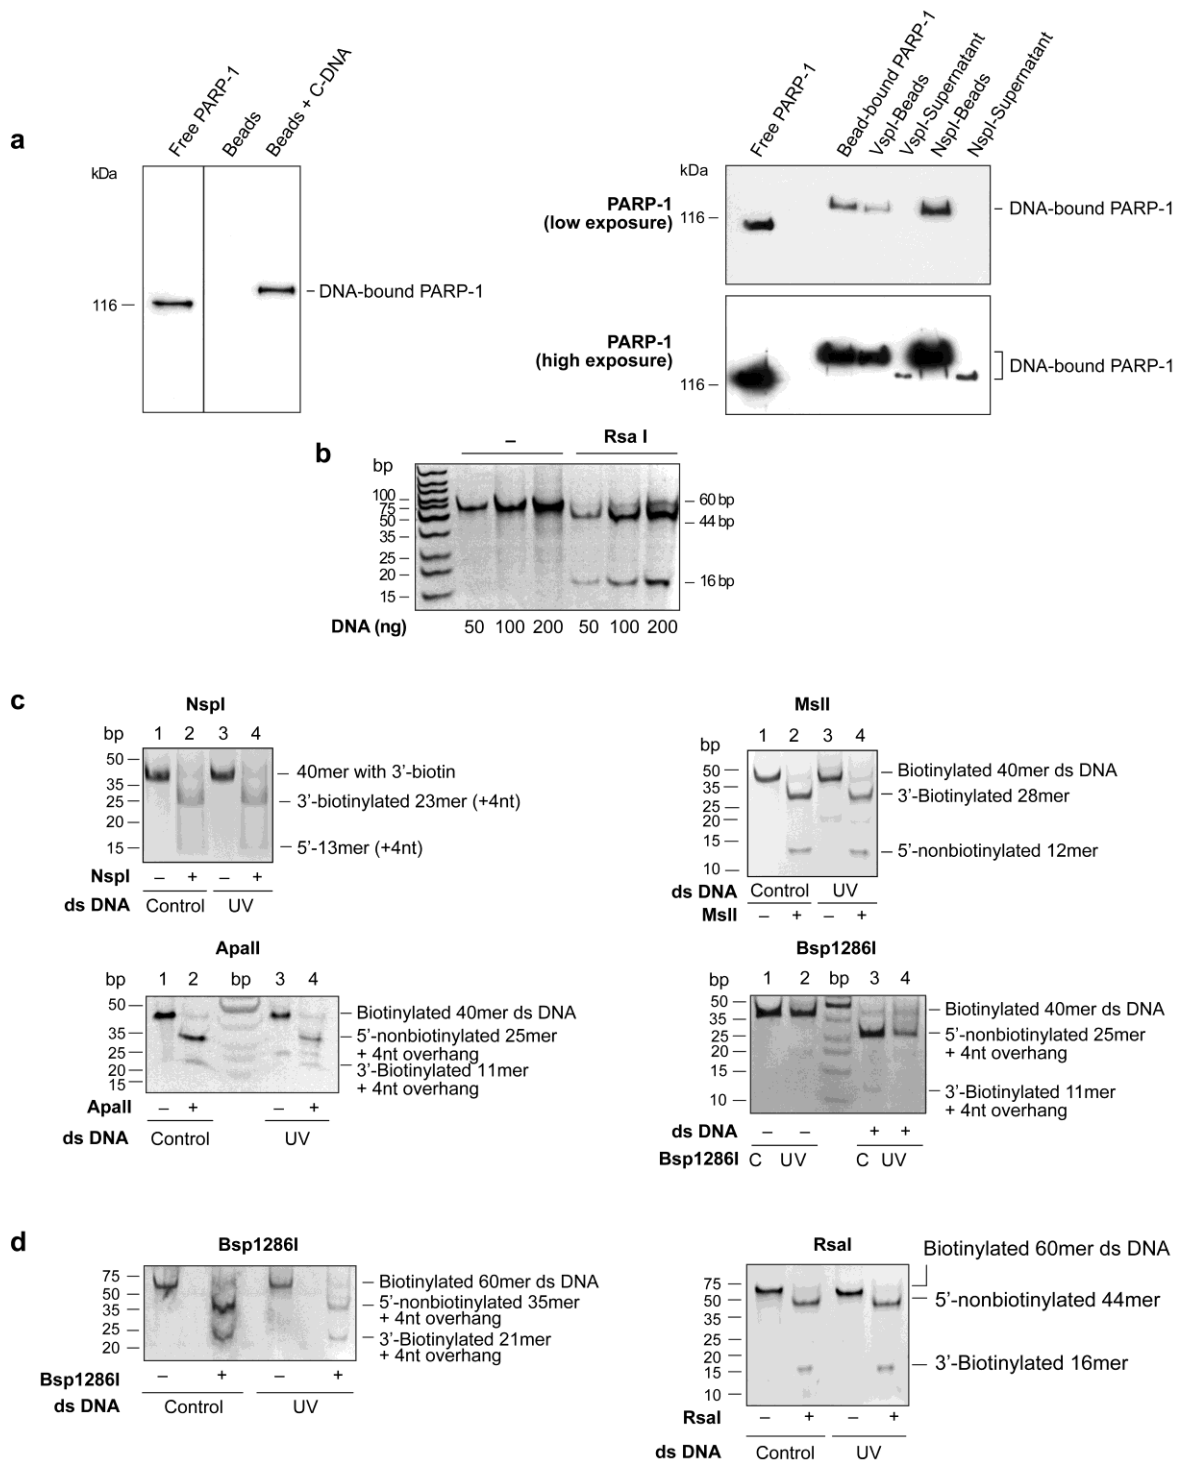 a
Free PARP-1
Beads
Beads + C-DNA
kDa
116
DNA-bound PARP-1
Free PARP-1
Bead-bound PARP-1
VspI-Beads
VspI-Supernatant
NspI-Beads
NspI-Supernatant
kDa
PARP-1
(low exposure)
116
DNA-bound PARP-1
PARP-1
(high exposure)
116
DNA-bound PARP-1
b
– Rsa I
bp
100
75
50
35
25
20
15
60 bp
44 bp
16 bp
DNA (ng) 50 100 200 50 100 200
c
NspI
bp 1 2 3 4
50
35
25
20
15
40mer with 3'-biotin
3'-biotinylated 23mer (+4nt)
5'-13mer (+4nt)
NspI – + – +
ds DNA Control UV
MslI
1 2 3 4
bp
50
35
25
20
15
10
Biotinylated 40mer ds DNA
3'-Biotinylated 28mer
5'-nonbiotinylated 12mer
ds DNA Control UV
MslI – + – +
ApaII
bp 1 2 bp 3 4
50
35
25
20
15
Biotinylated 40mer ds DNA
5'-nonbiotinylated 25mer
+ 4nt overhang
3'-Biotinylated 11mer
+ 4nt overhang
ApaII – + – +
ds DNA Control UV
Bsp1286I
bp 1 2 bp 3 4
50
35
25
20
15
10
Biotinylated 40mer ds DNA
5'-nonbiotinylated 25mer
+ 4nt overhang
3'-Biotinylated 11mer
+ 4nt overhang
ds DNA – – + +
Bsp1286I C UV C UV
d
Bsp1286I
75
50
35
25
20
Biotinylated 60mer ds DNA
5'-nonbiotinylated 35mer
+ 4nt overhang
3'-Biotinylated 21mer
+ 4nt overhang
Bsp1286I – + – +
ds DNA Control UV
RsaI
75
50
35
25
20
15
10
Biotinylated 60mer ds DNA
5'-nonbiotinylated 44mer
3'-Biotinylated 16mer
RsaI – + – +
ds DNA Control UV